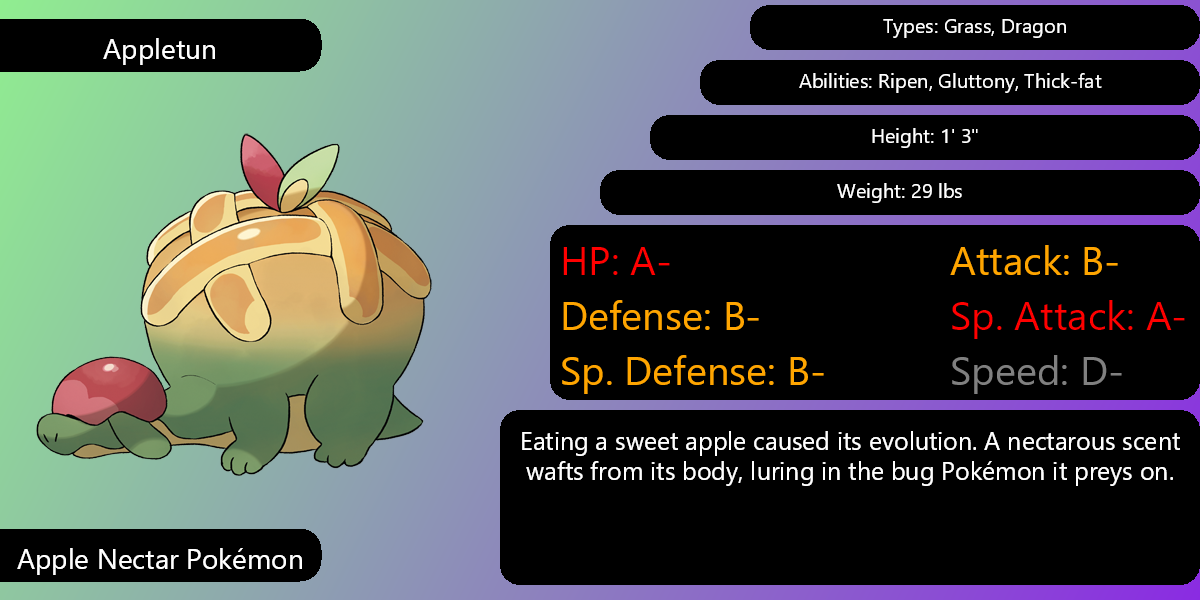 Appletun
Types: Grass, Dragon
Abilities: Ripen, Gluttony, Thick-fat
Height: 1' 3"
Weight: 29 lbs
HP: A-
Attack: B-
Defense: B-
Sp. Attack: A-
Sp. Defense: B-
Speed: D-
Eating a sweet apple caused its evolution. A nectarous scent
wafts from its body, luring in the bug Pokémon it preys on.
Apple Nectar Pokémon